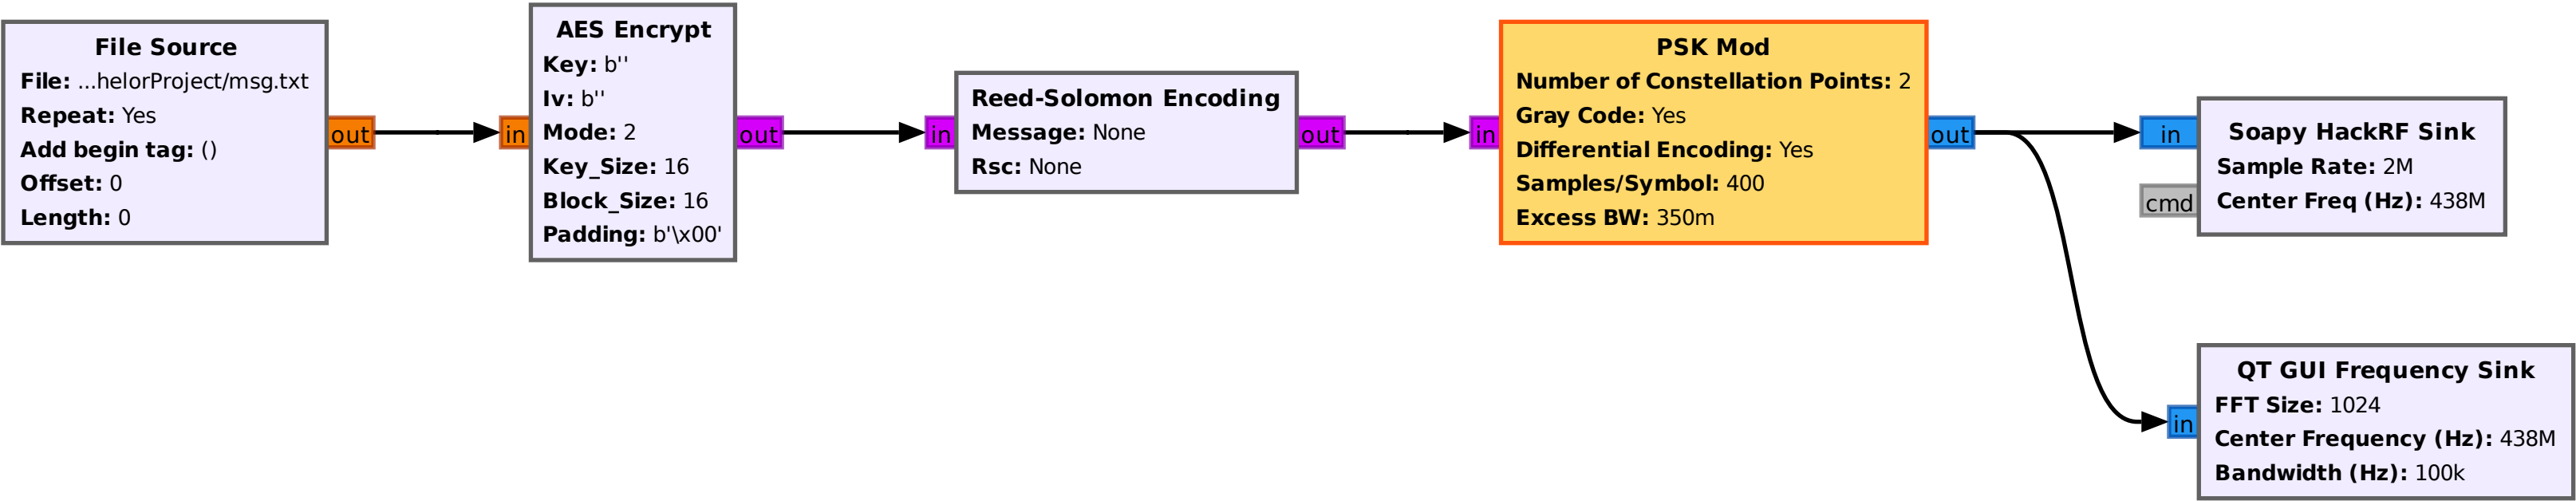 File Source
File: ...helorProject/msg.txt
Repeat: Yes
Add begin tag: ()
Offset: 0
Length: 0
out
in
AES Encrypt
Key: b''
Iv: b''
Mode: 2
Key_Size: 16
Block_Size: 16
Padding: b'\x00'
out
in
Reed-Solomon Encoding
Message: None
Rsc: None
out
in
PSK Mod
Number of Constellation Points: 2
Gray Code: Yes
Differential Encoding: Yes
Samples/Symbol: 400
Excess BW: 350m
out
in
cmd
Soapy HackRF Sink
Sample Rate: 2M
Center Freq (Hz): 438M
in
QT GUI Frequency Sink
FFT Size: 1024
Center Frequency (Hz): 438M
Bandwidth (Hz): 100k